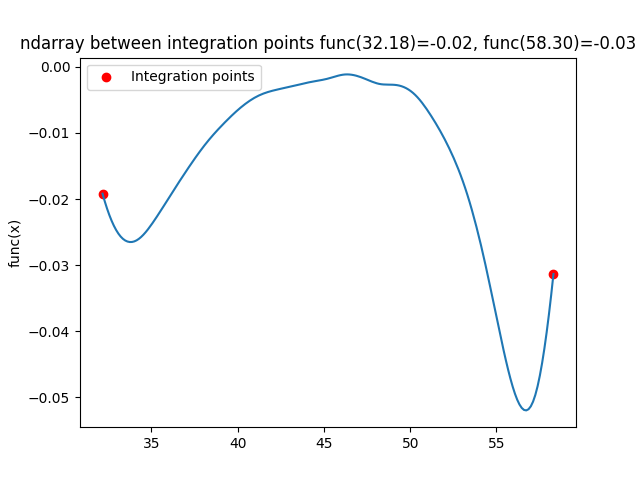 ndarray between integration points func(32.18)=-0.02, func(58.30)=-0.03
Integration points
0.00
−0.01
−0.02
−0.03
−0.04
−0.05
func(x)
35 40 45 50 55